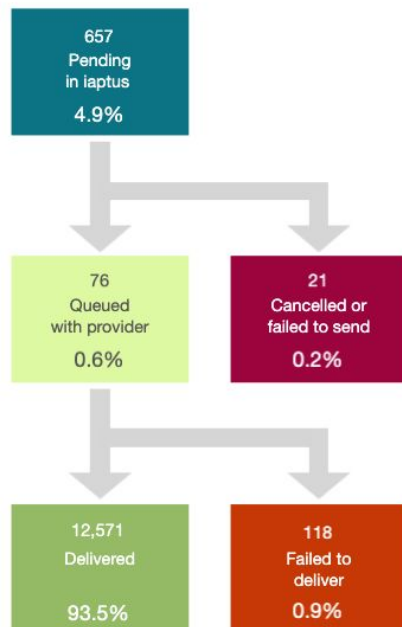 657
Pending
in iaptus
4.9%
76
Queued
with provider
0.6%
21
Cancelled or
failed to send
0.2%
12,571
Delivered
93.5%
118
Failed to
deliver
0.9%